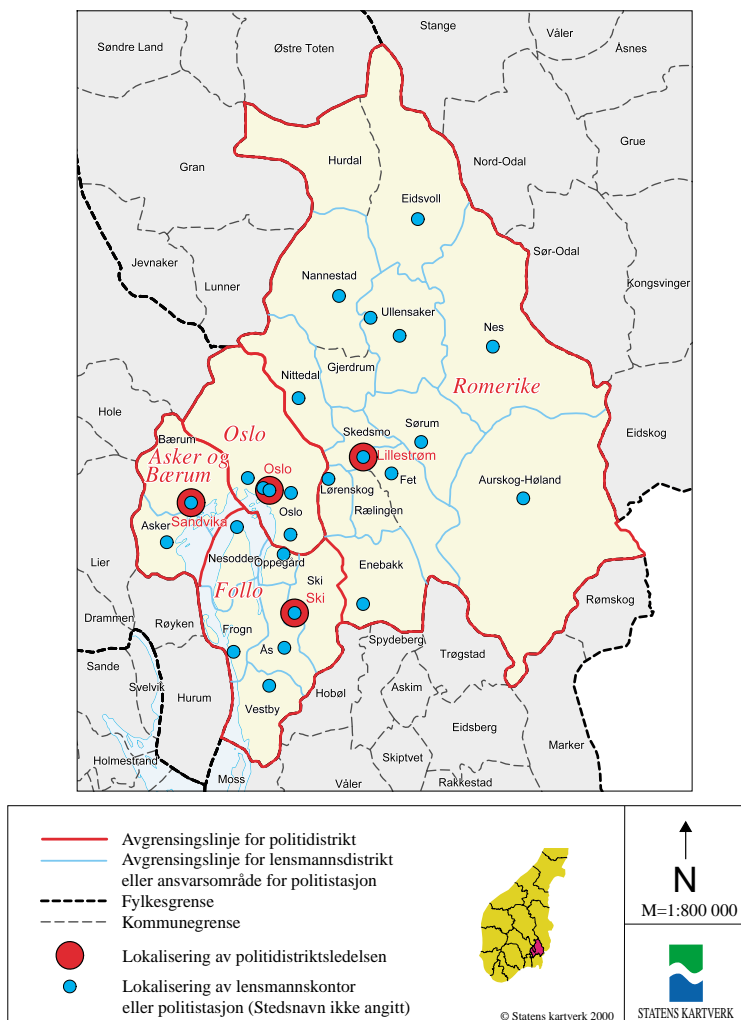 Stange
Søndre Land
Østre Toten
Våler
Åsnes
Gran
Hurdal
Nord-Odal
Grue
Eidsvoll
Jevnaker
Sør-Odal
Lunner
Nannestad
Kongsvinger
Ullensaker
Nes
Gjerdrum
Nittedal
Romerike
Hole
Bærum
Oslo
Skedsmo
Sørum
Eidskog
Asker og
Bærum
Oslo
Lillestrøm
Fet
Aurskog-Høland
Lørenskog
Sandvika
Oslo
Rælingen
Asker
Lier
Nesodden
Oppegård
Enebakk
Ski
Follo
Ski
Rømskog
Drammen
Røyken
Frogn
Spydeberg
Trøgstad
Ås
Sande
Svelvik
Hurum
Hobøl
Askim
Vestby
Eidsberg
Marker
Holmestrand
Skiptvet
Moss
Våler
Rakkestad
Avgrensingslinje for politidistrikt
Avgrensingslinje for lensmannsdistrikt
eller ansvarsområde for politistasjon
Fylkesgrense
Kommunegrense
Lokalisering av politidistriktsledelsen
Lokalisering av lensmannskontor
eller politistasjon (Stedsnavn ikke angitt)
© Statens kartverk 2000
N
M=1:800 000
STATENS KARTVERK